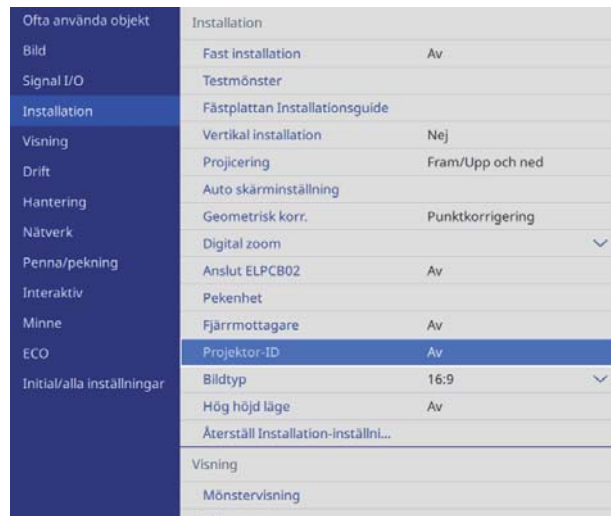 Ofta använda objekt
Bild
Signal I/O
Installation
Visning
Drift
Hantering
Nätverk
Penna/pekning
Interaktiv
Minne
ECO
Initial/alla inställningar
Installation
Fast installation Av
Testmönster
Fästplattan Installationsguide
Vertikal installation Nej
Projicering Fram/Upp och ned
Auto skärminställning
Geometrisk korr. Punktkorrigering
Digital zoom
Anslut ELPCB02 Av
Pekenhet
Fjärrmottagare Av
Projektor-ID Av
Bildtyp 16:9
Hög höjd läge Av
Återställ Installation-inställni...
Visning
Mönstervisning